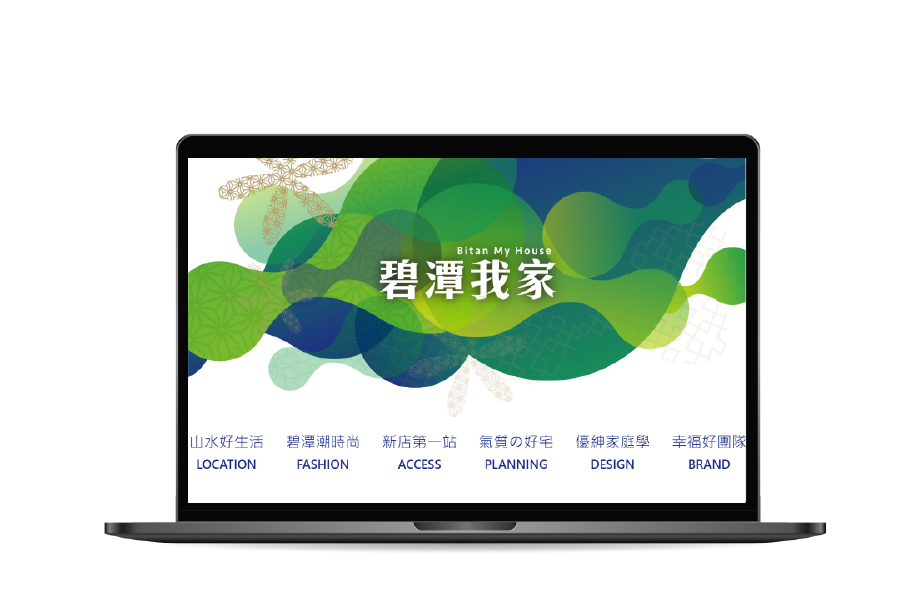 Bitan My House
碧潭我家
山水好生活 碧潭潮時尚 新店第一站 氣質の好宅 優紳家庭學 幸福好團隊
LOCATION FASHION ACCESS PLANNING DESIGN BRAND